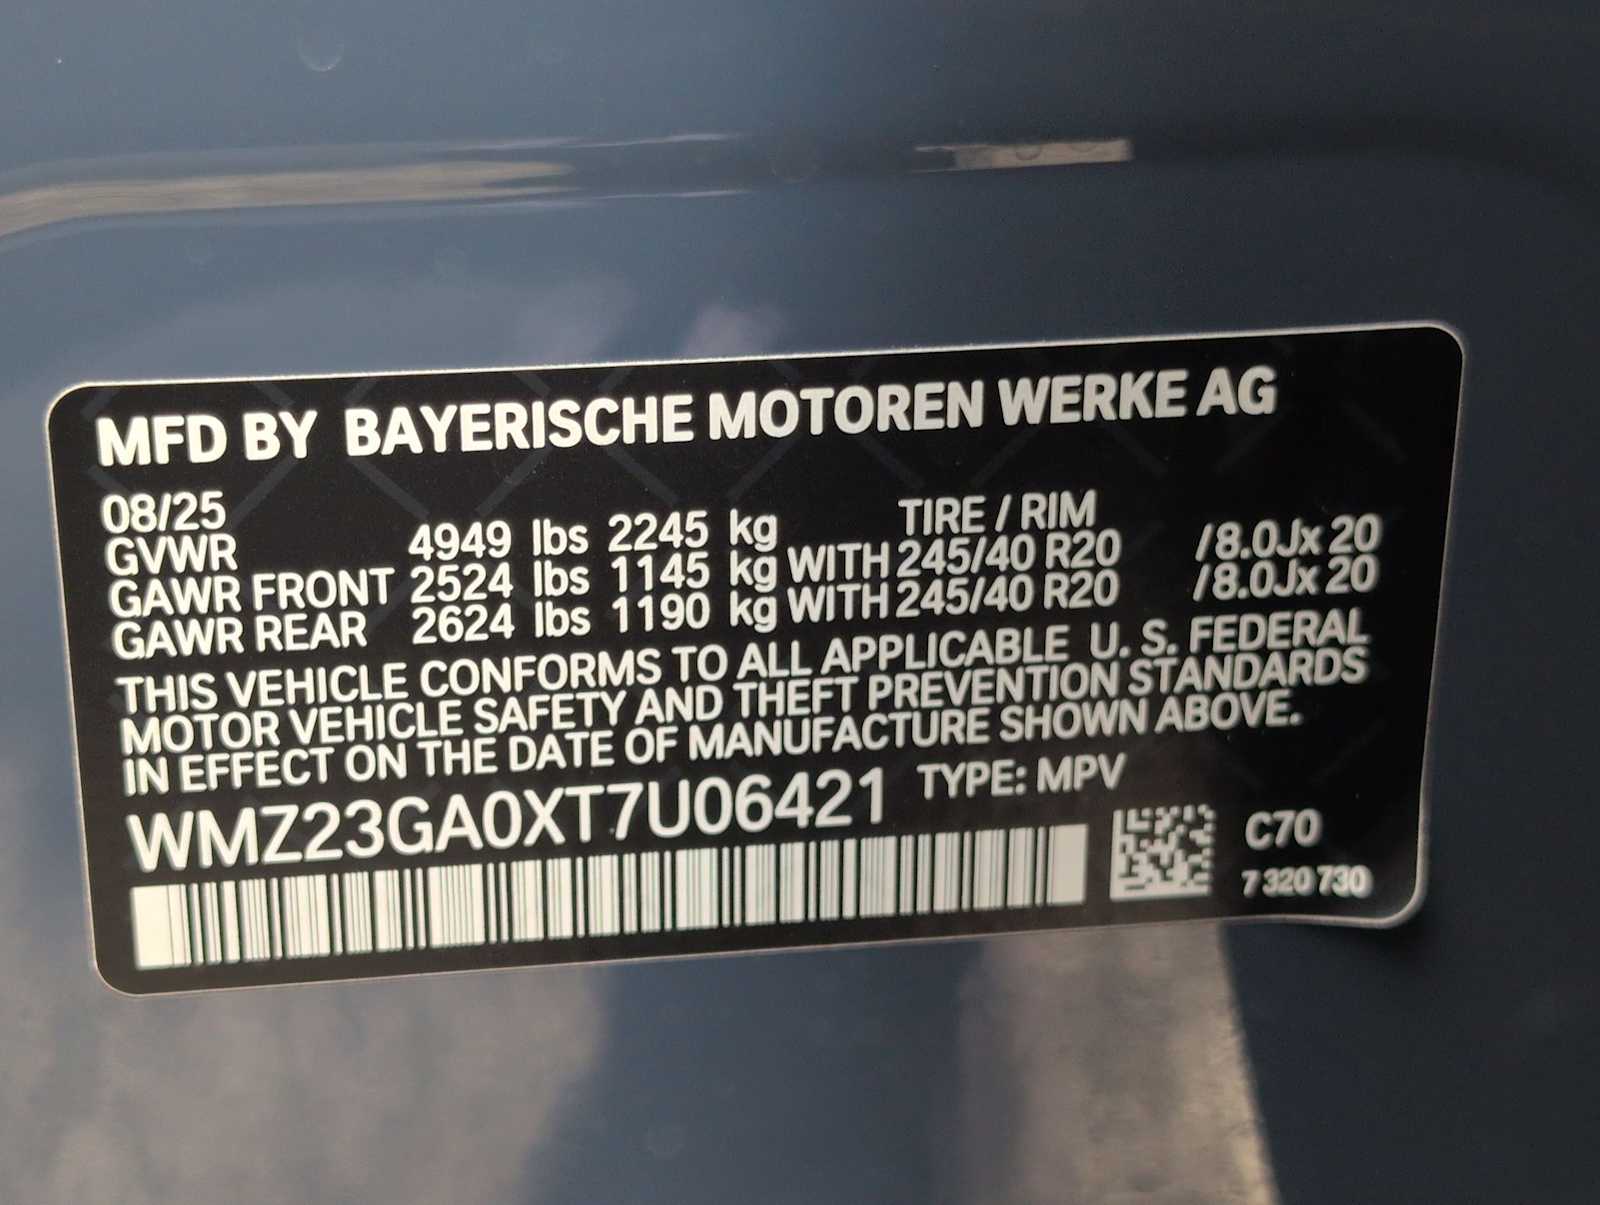 MFD BY BAYERISCHE MOTOREN WERKE AG
08/25 TIRE / RIM
GVWR 4949 lbs 2245 kg
GAWR FRONT 2524 lbs 1145 kg WITH 245/40 R20 / 8.0Jx 20
GAWR REAR 2624 lbs 1190 kg WITH 245/40 R20 / 8.0Jx 20
THIS VEHICLE CONFORMS TO ALL APPLICABLE U. S. FEDERAL
MOTOR VEHICLE SAFETY AND THEFT PREVENTION STANDARDS
IN EFFECT ON THE DATE OF MANUFACTURE SHOWN ABOVE.
WMZ23GA0XT7U06421 TYPE: MPV
C70
7 320 730